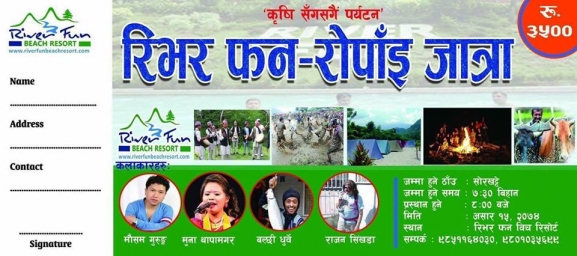 River Fun
BEACH RESORT
www.riverfunbeachresort.com
Name
Address
Contact
Signature
'कृषि सँगसगैं पर्यटन'
रिभर फन-रोपाँइ जात्रा
रू.
३५००
River Fun
BEACH RESORT
www.riverfunbeachresort.com
कलाकारहरुः
मौसम गुरुङ्ग
मुना थापामगर
बल्छी धुर्वे
राजन सिंखडा
जम्मा हुने ठाँउ : सोरखुट्टे
जम्मा हुने समय : ७:३० बिहान
प्रस्थान हुने : ८:०० बजे
मिति : असार १५, २०७४
स्थान : रिभर फन विच रिसोर्ट
सम्पर्क : ९८५११६४०३०, ९८०१०३५६९९